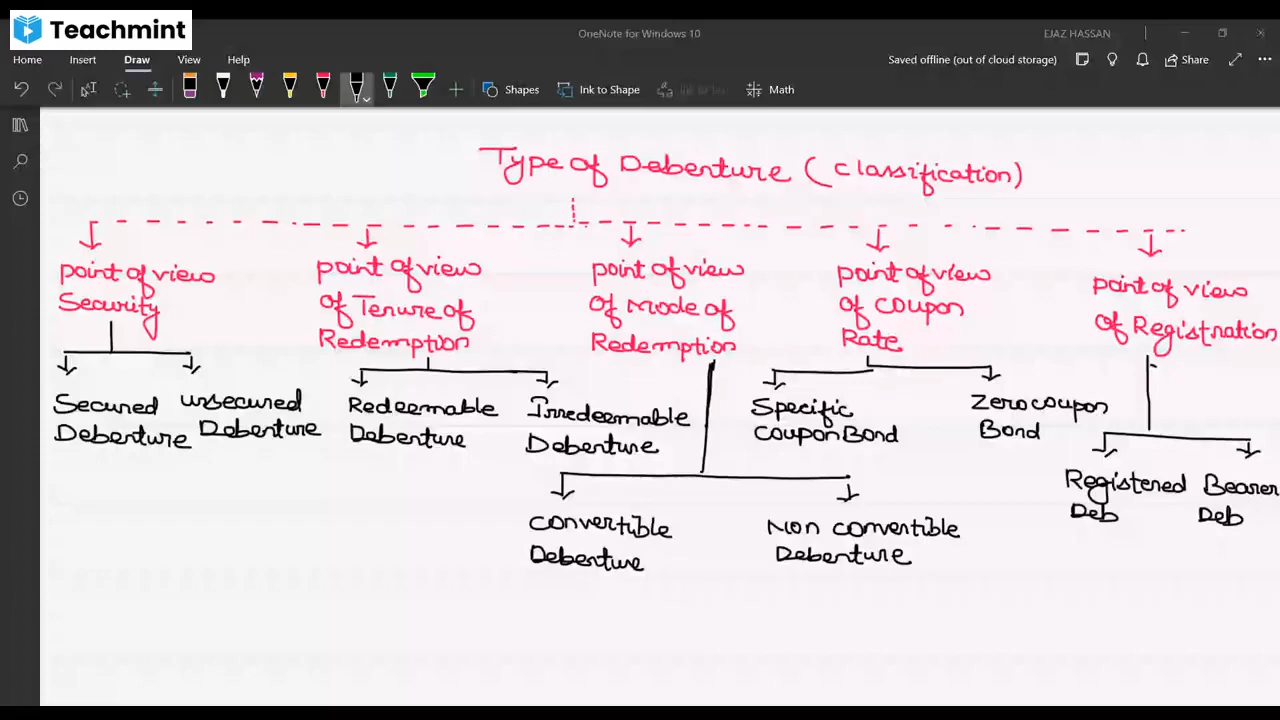 Teachmint
OneNote for Windows 10
EJAZ HASSAN
Home Insert Draw View Help
Saved offline (out of cloud storage)
Share
Shapes
Ink to Shape
Ink to Text
Math
Type of Debenture (classification)
point of view
Security
point of view
of Tenure of
Redemption
point of view
of Mode of
Redemption
point of view
of coupon
Rate
point of view
of Registration
Secured
Debenture
unsecured
Debenture
Redeemable
Debenture
Irredeemable
Debenture
Convertible
Debenture
Non convertible
Debenture
Specific
Coupon Bond
Zero coupon
Bond
Registered
Deb
Bearer
Deb